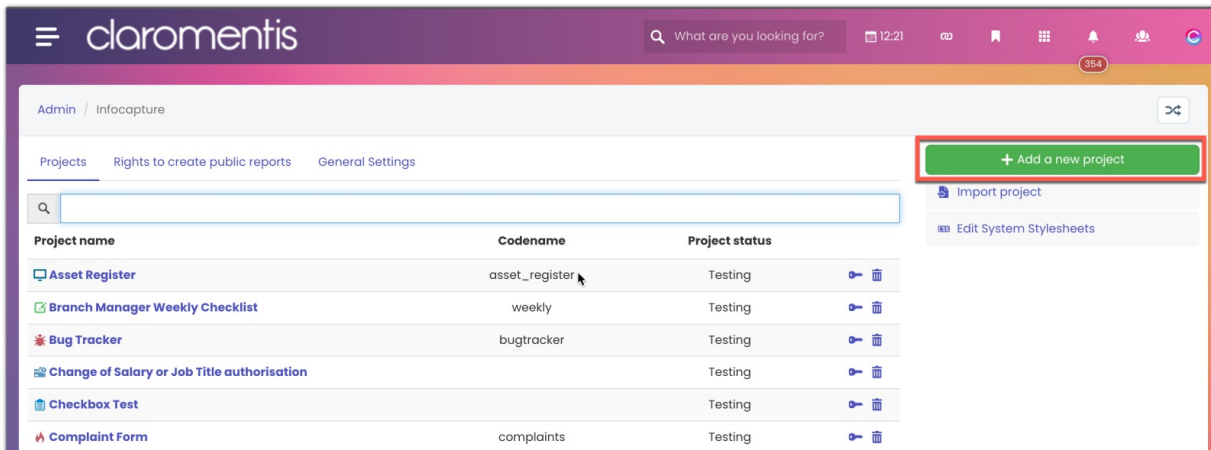 claromentis
What are you looking for?
12:21
354
Admin / Infocapture
Projects Rights to create public reports General Settings
+ Add a new project
Import project
Edit System Stylesheets
Project name Codename Project status
Asset Register asset_register Testing
Branch Manager Weekly Checklist weekly Testing
Bug Tracker bugtracker Testing
Change of Salary or Job Title authorisation Testing
Checkbox Test Testing
Complaint Form complaints Testing